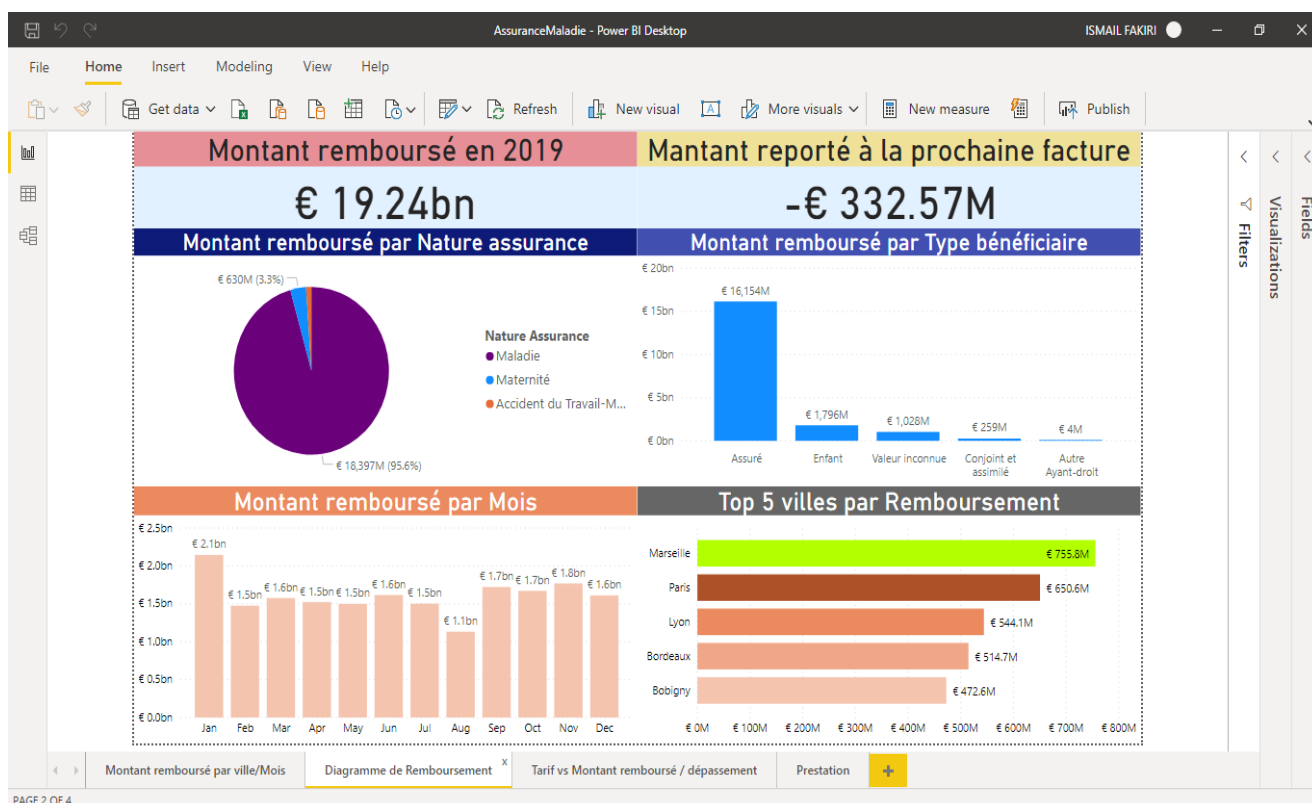 AssuranceMaladie - Power BI Desktop
ISMAIL FAKIRI
File Home Insert Modeling View Help
Get data Refresh New visual More visuals New measure Publish
Montant remboursé en 2019
€ 19.24bn
Mantant reporté à la prochaine facture
-€ 332.57M
Filters
Visualizations
Fields
Montant remboursé par Nature assurance
€ 630M (3.3%)
€ 18,397M (95.6%)
Nature Assurance
Maladie
Maternité
Accident du Travail-M...
Montant remboursé par Type bénéficiaire
€ 20bn
€ 15bn
€ 10bn
€ 5bn
€ 0bn
€ 16,154M
€ 1,796M
€ 1,028M
€ 259M
€ 4M
Assuré Enfant Valeur inconnue Conjoint et Autre
assimilé Ayant-droit
Montant remboursé par Mois
€ 2.5bn
€ 2.0bn
€ 1.5bn
€ 1.0bn
€ 0.5bn
€ 0.0bn
€ 2.1bn
€ 1.5bn
€ 1.6bn
€ 1.5bn
€ 1.5bn
€ 1.6bn
€ 1.5bn
€ 1.1bn
€ 1.7bn
€ 1.7bn
€ 1.8bn
€ 1.6bn
Jan Feb Mar Apr May Jun Jul Aug Sep Oct Nov Dec
Top 5 villes par Remboursement
Marseille € 755.8M
Paris € 650.6M
Lyon € 544.1M
Bordeaux € 514.7M
Bobigny € 472.6M
€ 0M € 100M € 200M € 300M € 400M € 500M € 600M € 700M € 800M
Montant remboursé par ville/Mois Diagramme de Remboursement x Tarif vs Montant remboursé / dépassement Prestation +
PAGE 2 OF 4